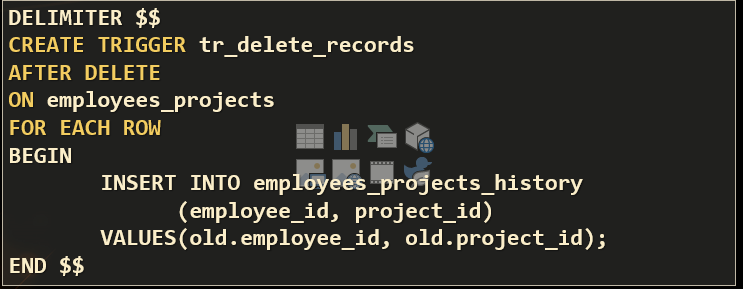 DELIMITER $$
CREATE TRIGGER tr_delete_records
AFTER DELETE
ON employees_projects
FOR EACH ROW
BEGIN
INSERT INTO employees_projects_history
(employee_id, project_id)
VALUES(old.employee_id, old.project_id);
END $$